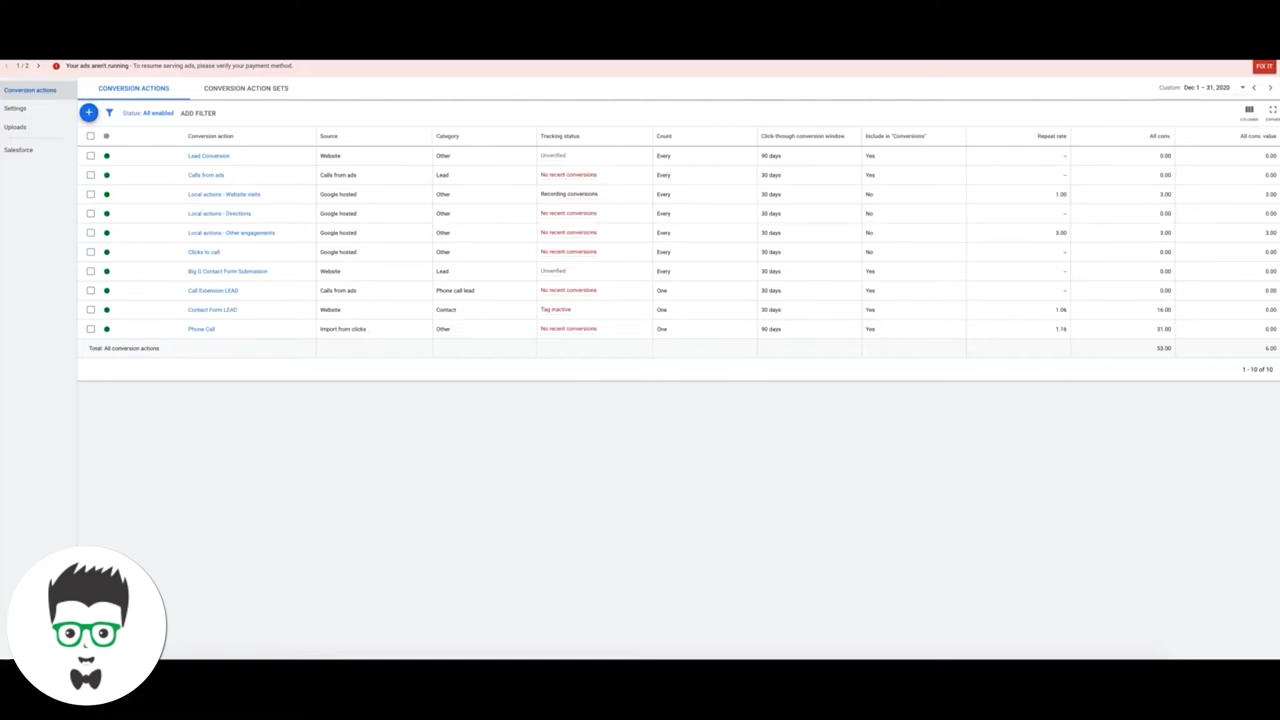 1 / 2 Your ads aren't running - To resume serving ads, please verify your payment method. FIX IT
Conversion actions CONVERSION ACTIONS CONVERSION ACTION SETS Custom Dec 1 – 31, 2020
Settings Status: All enabled ADD FILTER COLUMNS
Uploads
Conversion action Source Category Tracking status Count Click-through conversion window Include in "Conversions" Repeat rate All conv. All conv. value
Salesforce
Lead Conversion Website Other Unverified Every 90 days Yes – 0.00 0.00
Calls from ads Calls from ads Lead No recent conversions Every 30 days Yes – 0.00 0.00
Local actions - Website visits Google hosted Other Recording conversions Every 30 days No 1.00 3.00 3.00
Local actions - Directions Google hosted Other No recent conversions Every 30 days No – 0.00 0.00
Local actions - Other engagements Google hosted Other No recent conversions Every 30 days No 3.00 3.00 3.00
Clicks to call Google hosted Other No recent conversions Every 30 days No – 0.00 0.00
Big G Contact Form Submission Website Lead Unverified Every 30 days Yes – 0.00 0.00
Call Extension LEAD Calls from ads Phone call lead No recent conversions One 30 days Yes – 0.00 0.00
Contact Form LEAD Website Contact Tag inactive One 30 days Yes 1.06 16.00 0.00
Phone Call Import from clicks Other No recent conversions One 90 days Yes 1.16 31.00 0.00
Total: All conversion actions 53.00 6.00
1 - 10 of 10